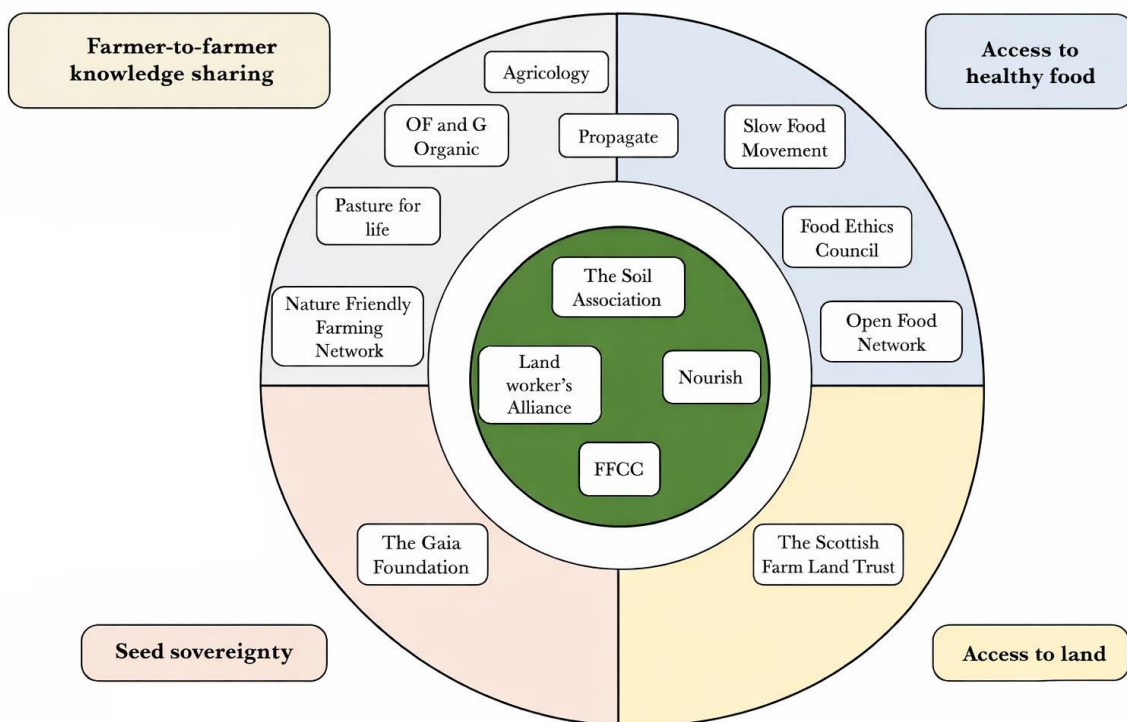 Farmer-to-farmer
knowledge sharing
Access to
healthy food
Agricology
OF and G
Organic
Propagate
Slow Food
Movement
Pasture for
life
Food Ethics
Council
Nature Friendly
Farming
Network
Open Food
Network
The Soil
Association
Land
worker's
Alliance
Nourish
FFCC
The Gaia
Foundation
The Scottish
Farm Land Trust
Seed sovereignty
Access to land